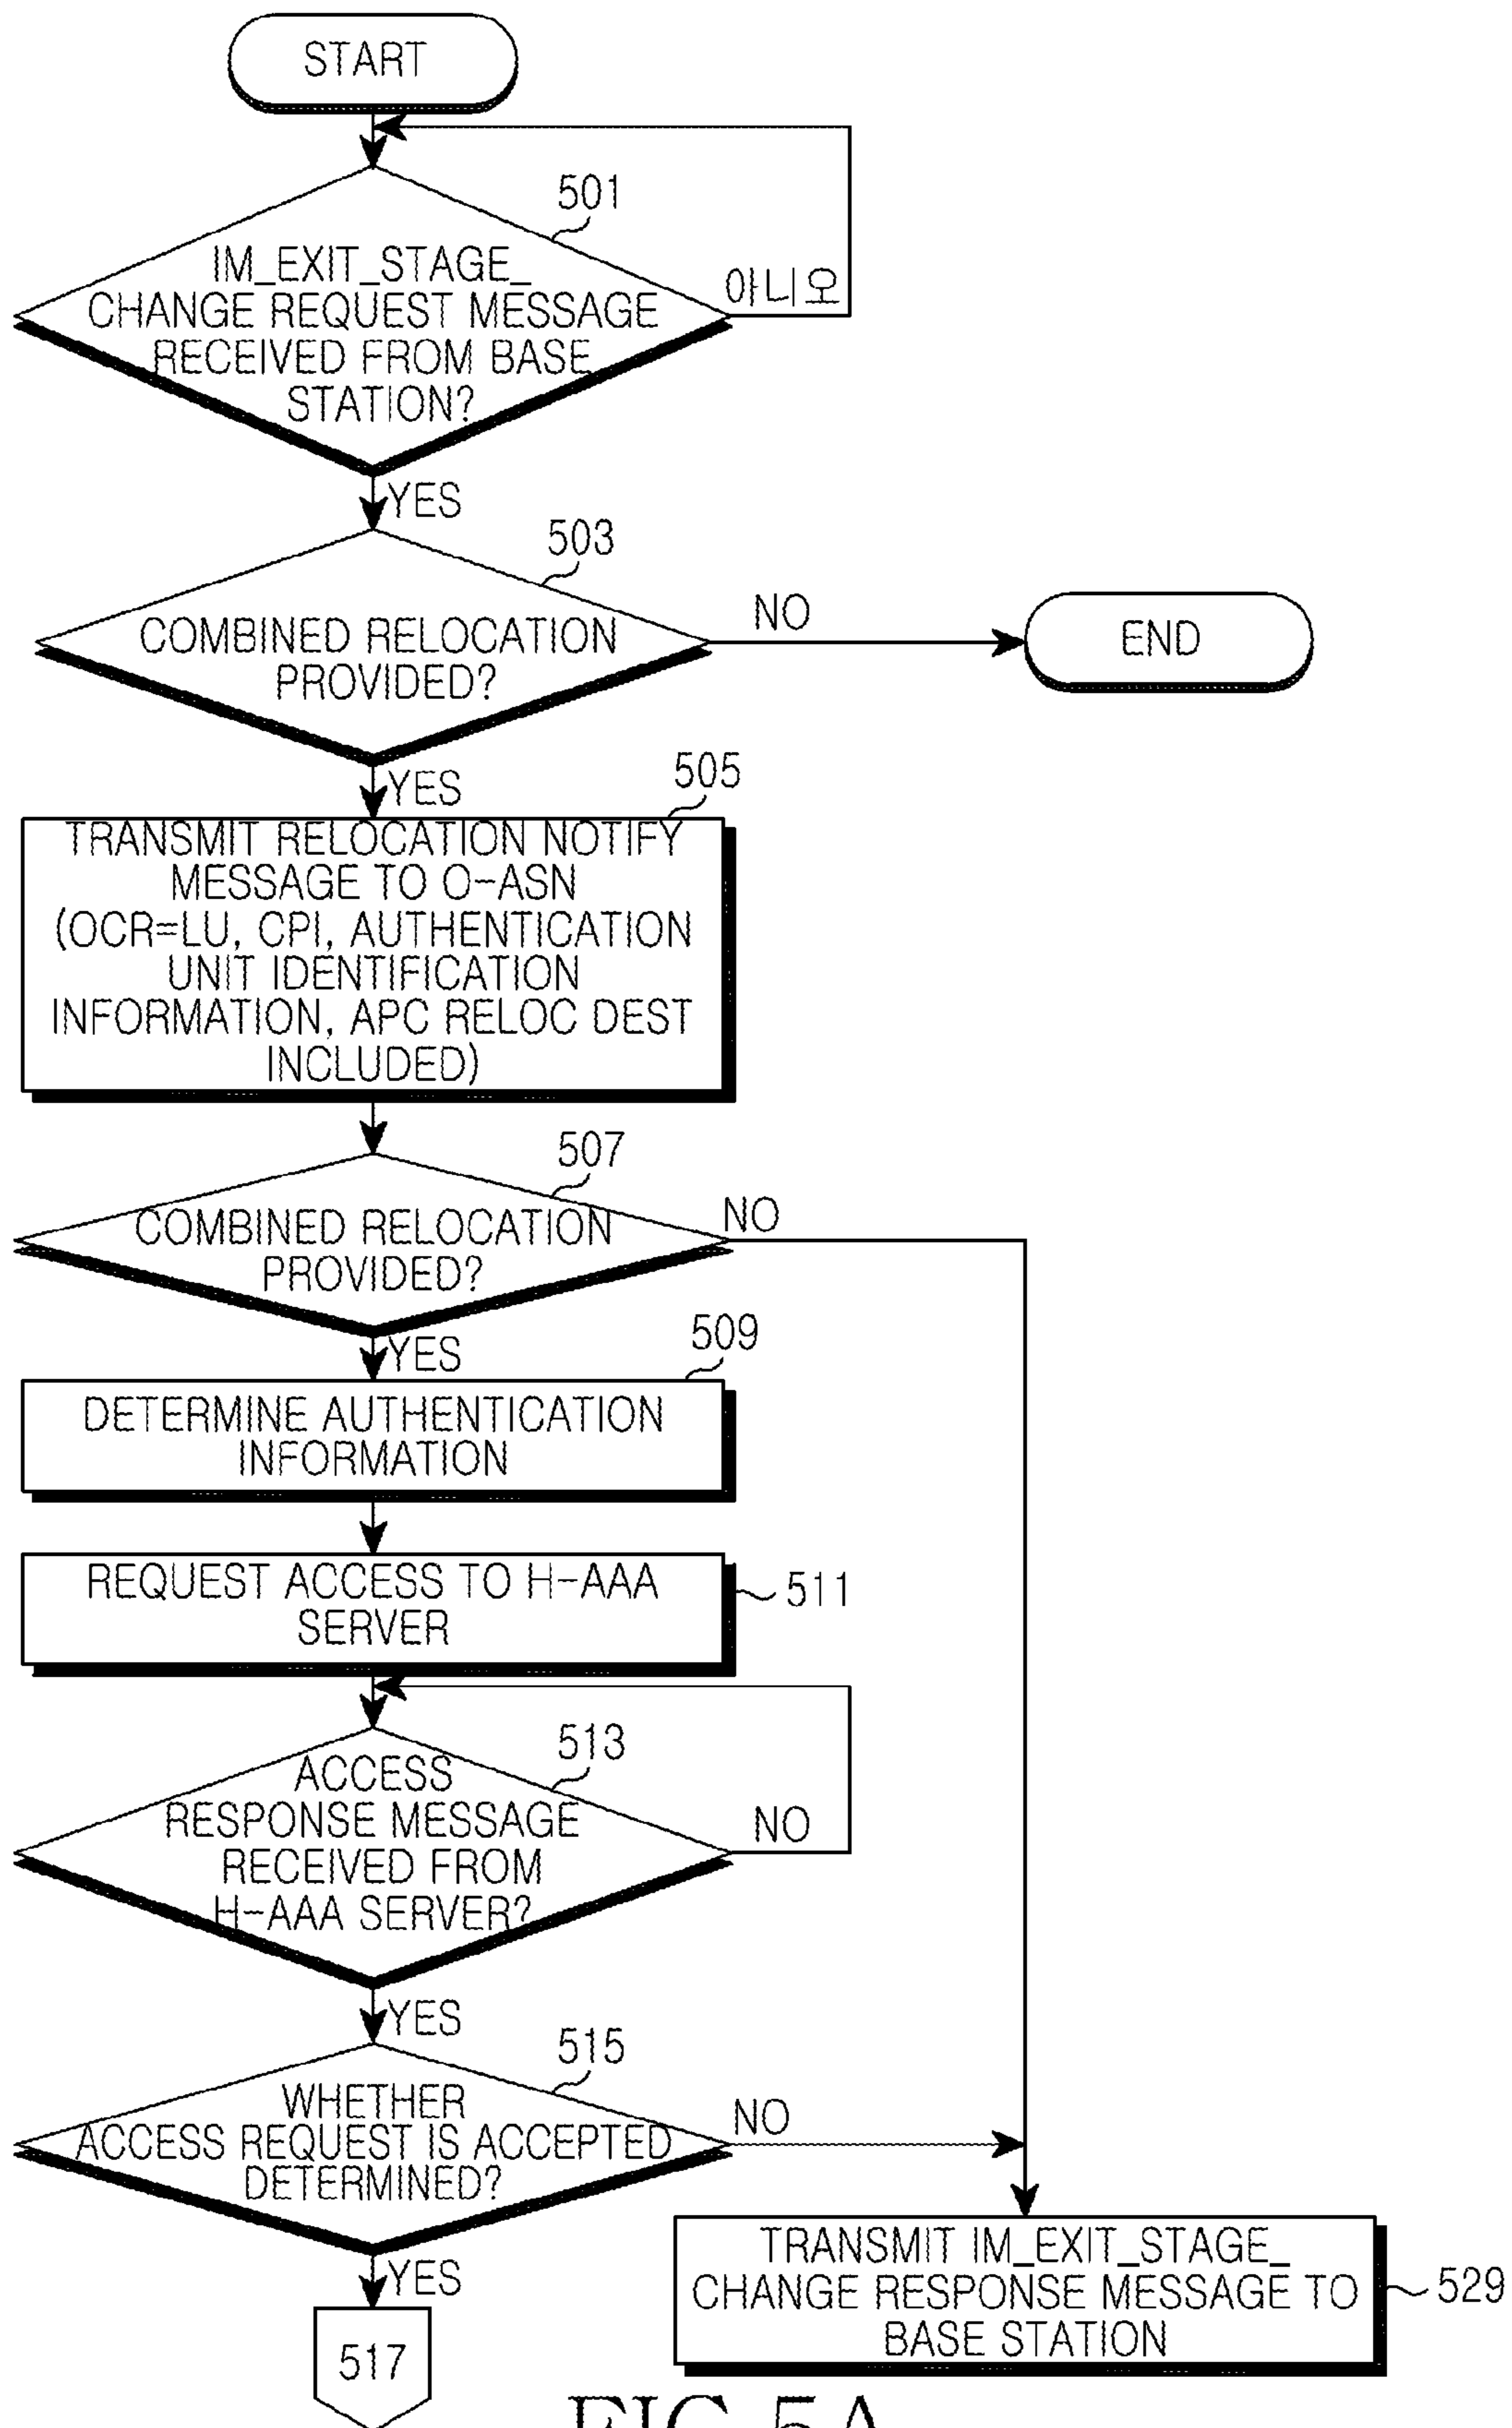 START
501
IM_EXIT_STAGE_
CHANGE REQUEST MESSAGE
RECEIVED FROM BASE
STATION?
아니오
YES
503
COMBINED RELOCATION
PROVIDED?
NO
END
YES
505
TRANSMIT RELOCATION NOTIFY
MESSAGE TO O-ASN
(OCR=LU, CPI, AUTHENTICATION
UNIT IDENTIFICATION
INFORMATION, APC RELOC DEST
INCLUDED)
507
COMBINED RELOCATION
PROVIDED?
NO
YES
509
DETERMINE AUTHENTICATION
INFORMATION
REQUEST ACCESS TO H-AAA
SERVER
511
513
ACCESS
RESPONSE MESSAGE
RECEIVED FROM
H-AAA SERVER?
NO
YES
515
WHETHER
ACCESS REQUEST IS ACCEPTED
DETERMINED?
NO
YES
517
TRANSMIT IM_EXIT_STAGE_
CHANGE RESPONSE MESSAGE TO
BASE STATION
529
FIG.5A